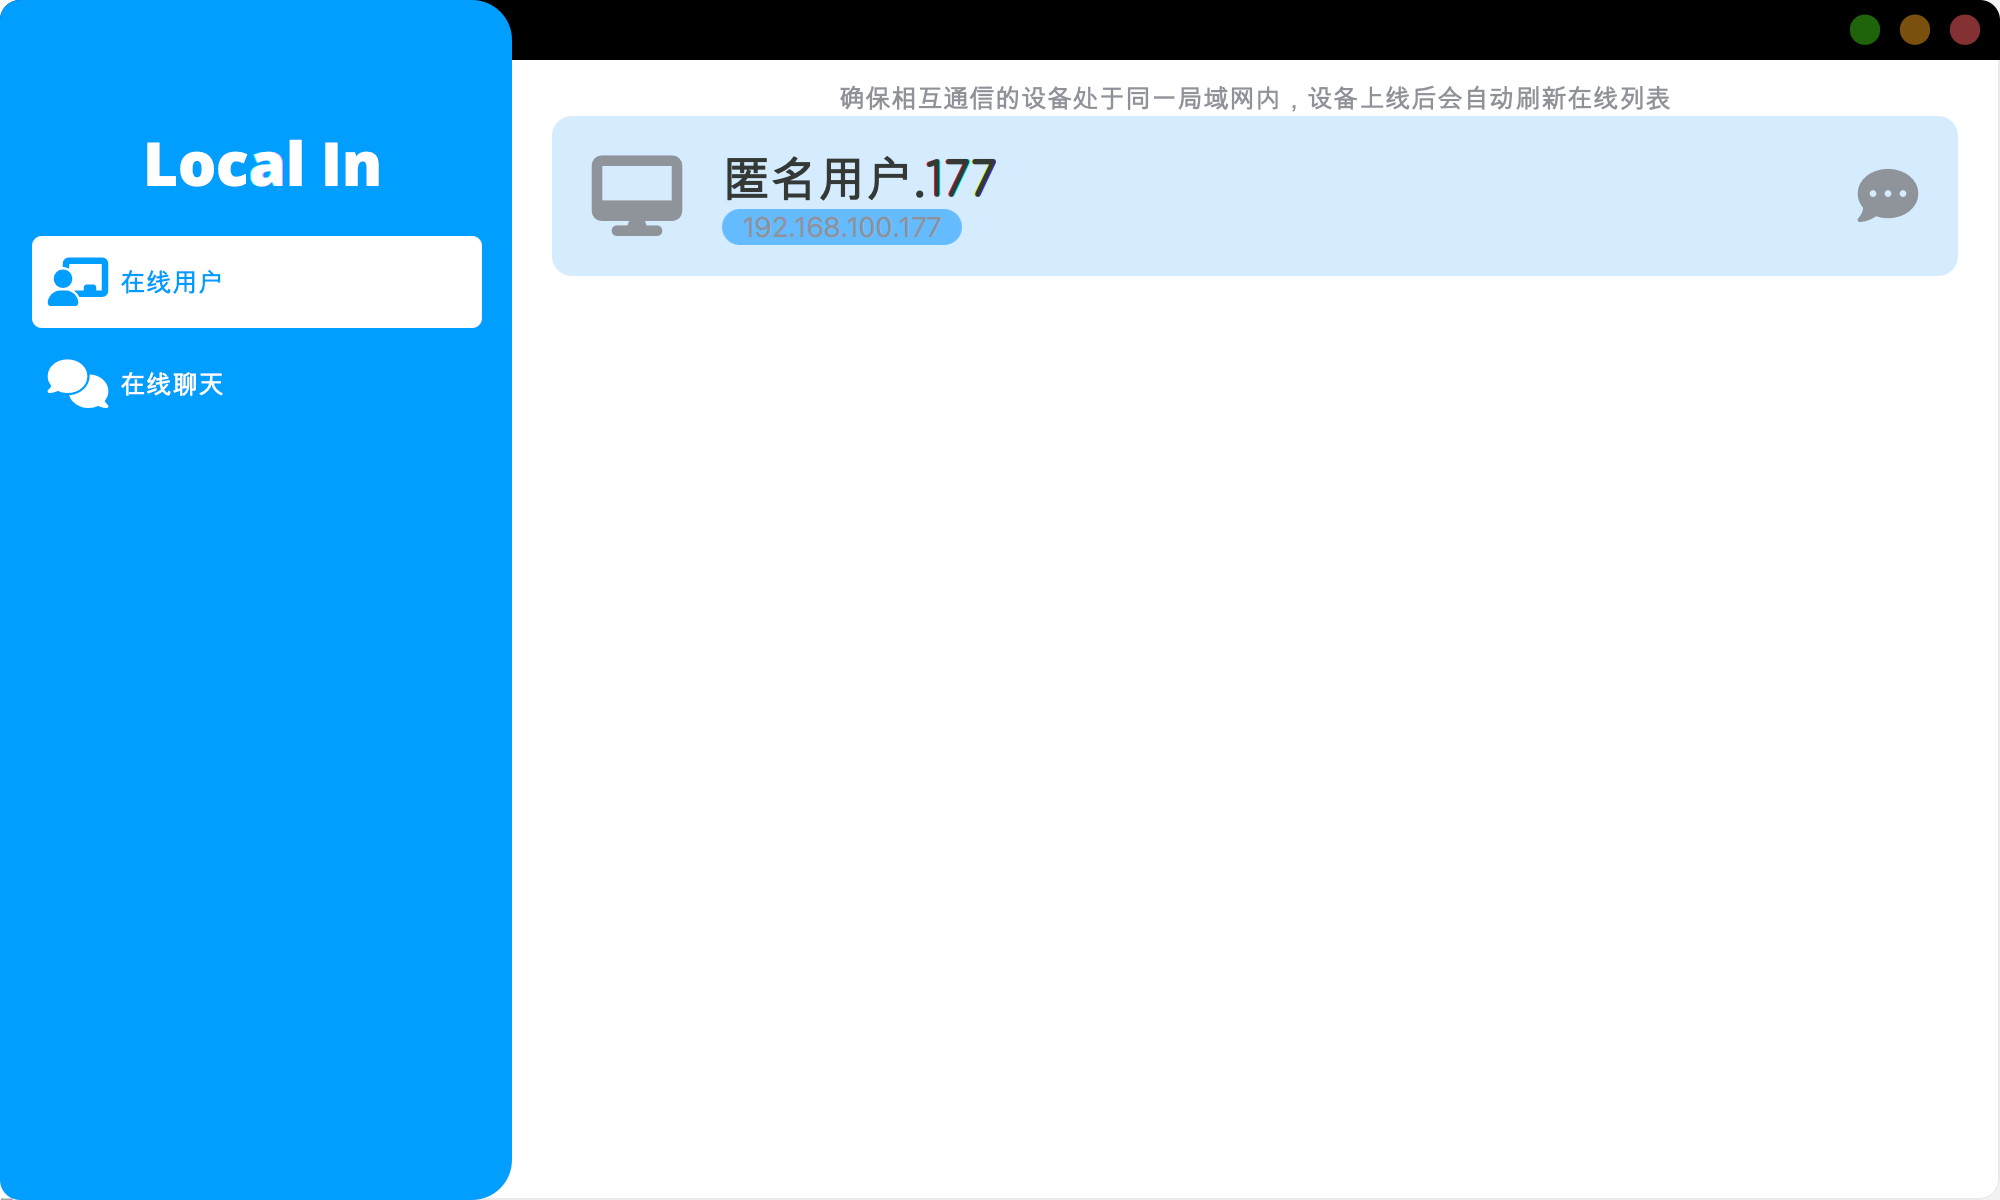 Local In
在线用户
在线聊天
确保相互通信的设备处于同一局域网内，设备上线后会自动刷新在线列表
匿名用户.177
192.168.100.177